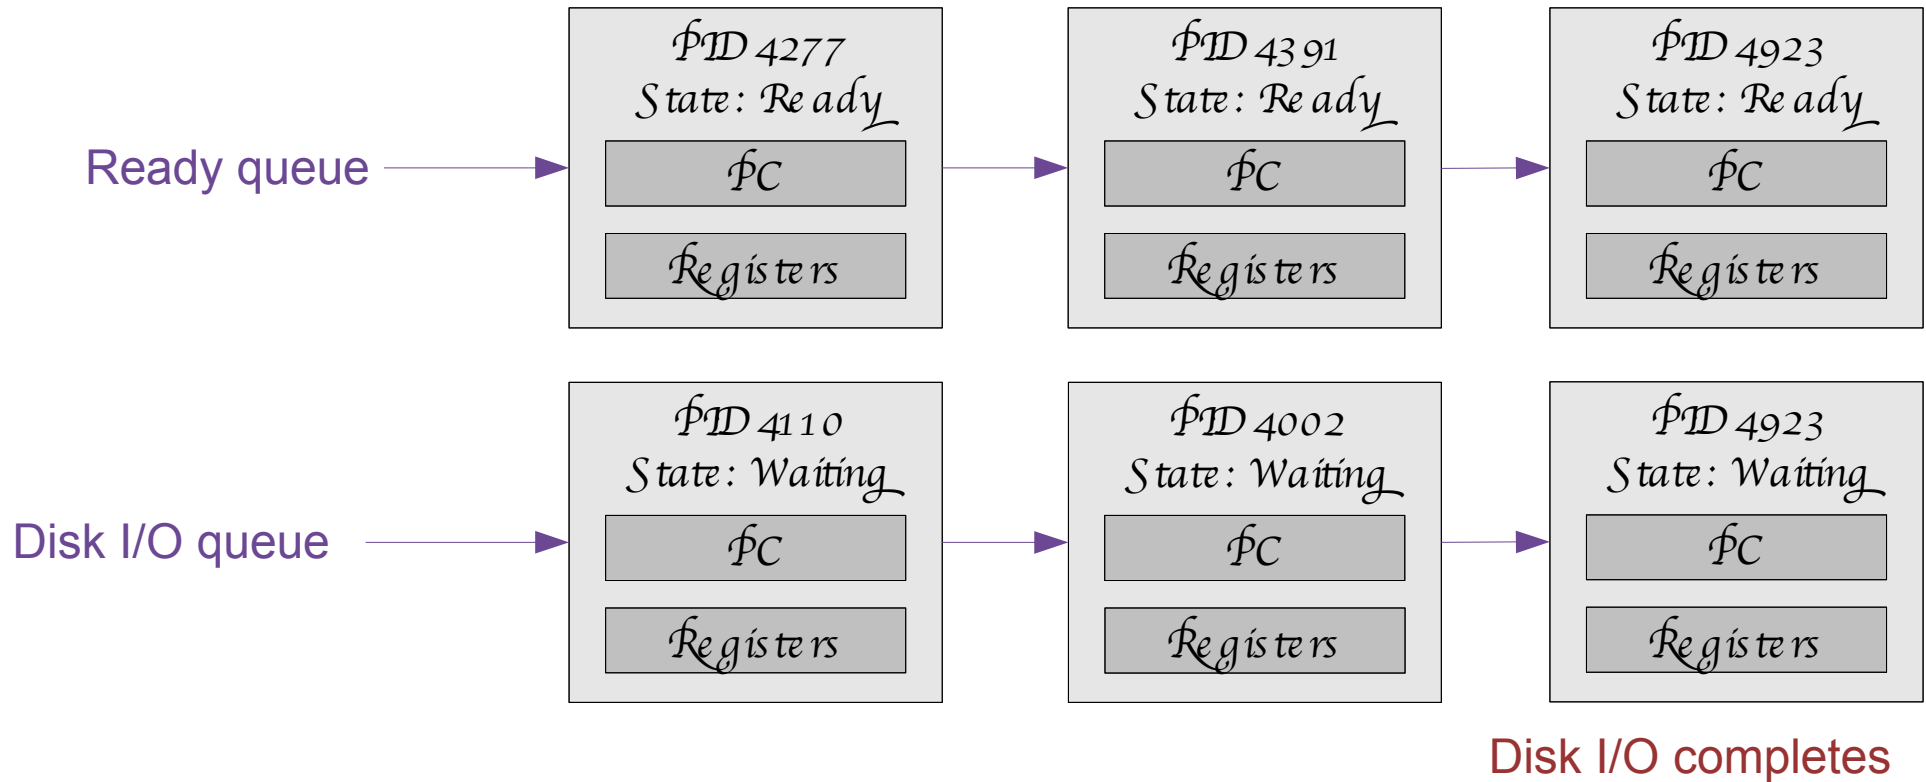 PID 4277
State: Ready
PC
Registers
PID 4391
State: Ready
PC
Registers
PID 4923
State: Ready
PC
Registers
Ready queue
PID 4110
State: Waiting
PC
Registers
PID 4002
State: Waiting
PC
Registers
PID 4923
State: Waiting
PC
Registers
Disk I/O queue
Disk I/O completes